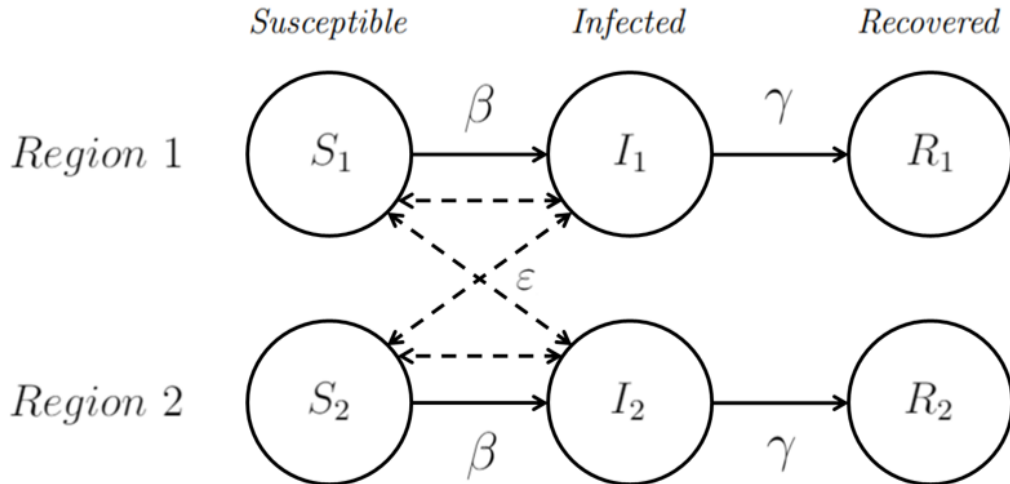 Susceptible Infected Recovered
β γ
Region 1 S₁ I₁ R₁
ε
Region 2 S₂ I₂ R₂
β γ